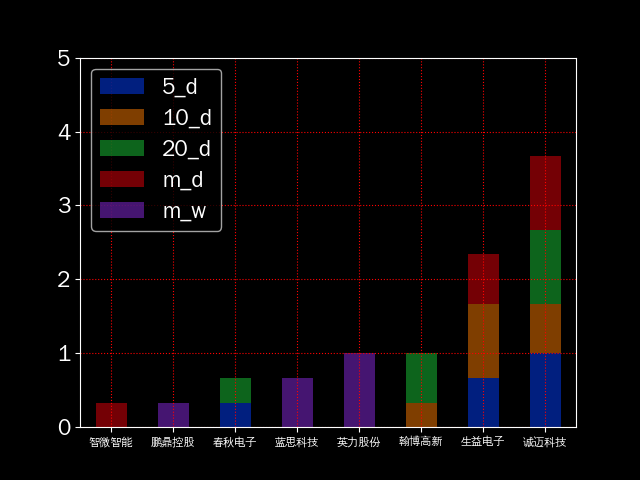 5
4
3
2
1
0
5_d
10_d
20_d
m_d
m_w
智微智能 鹏鼎控股 春秋电子 蓝思科技 英力股份 翰博高新 生益电子 诚迈科技